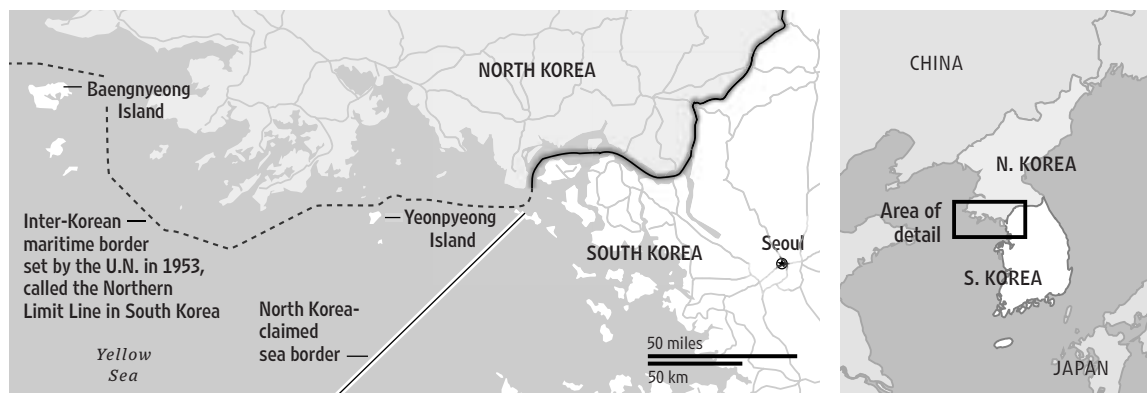 NORTH KOREA
Baengnyeong
Island
Yeonpyeong
Island
Inter-Korean
maritime border
set by the U.N. in 1953,
called the Northern
Limit Line in South Korea
SOUTH KOREA
Seoul
North Korea-
claimed
sea border
Yellow
Sea
50 miles
50 km
CHINA
N. KOREA
Area of
detail
S. KOREA
JAPAN